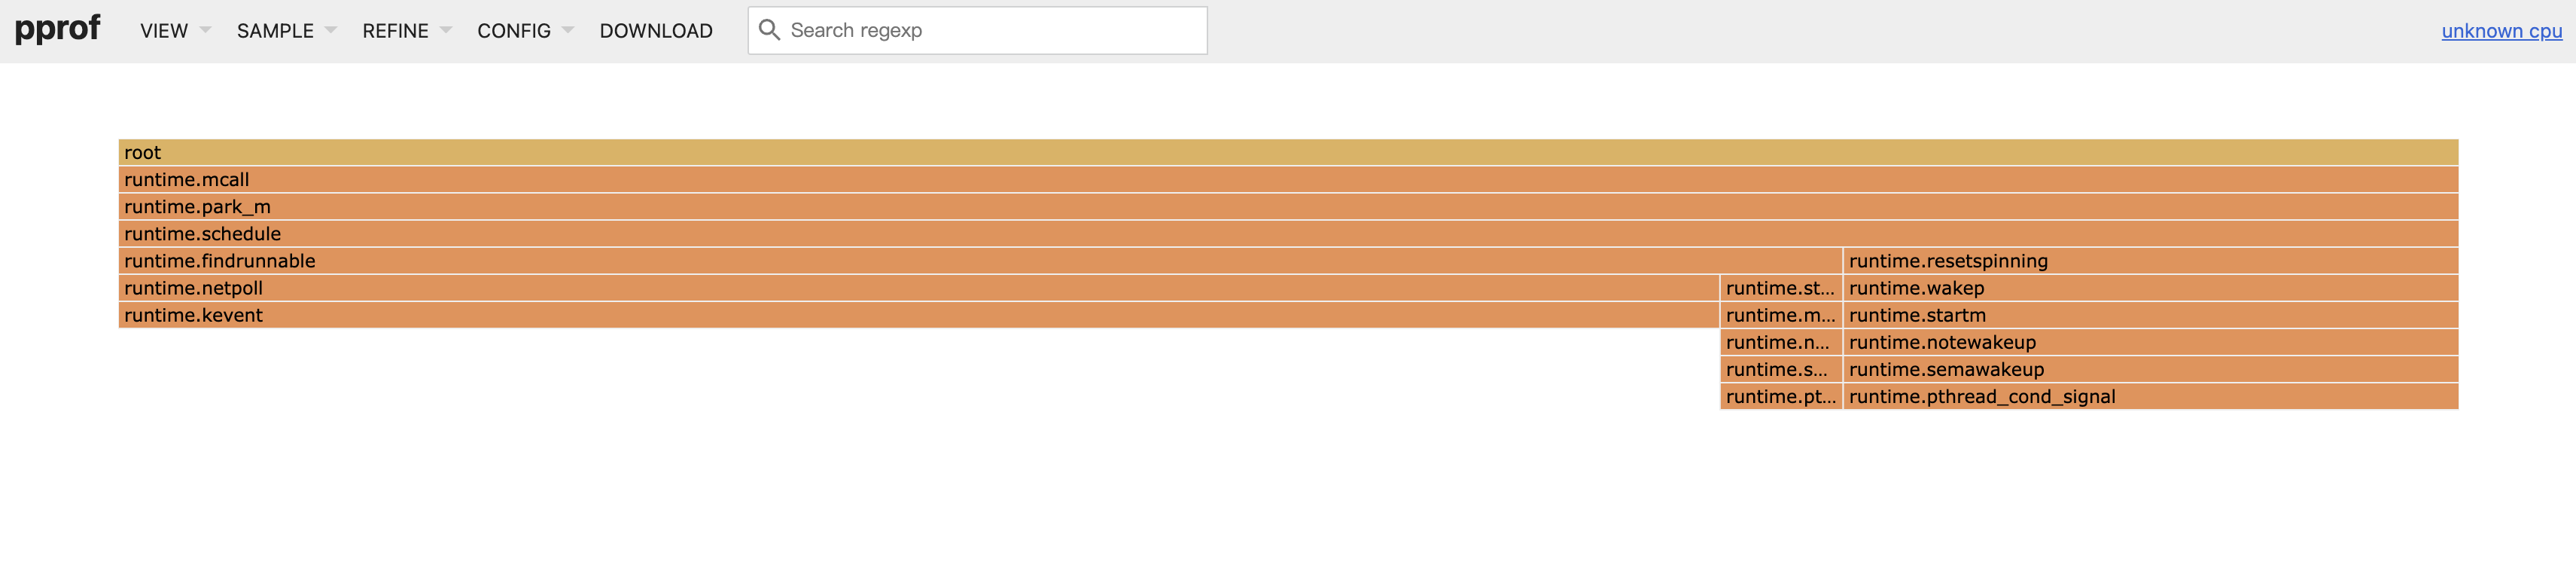 pprof VIEW SAMPLE REFINE CONFIG DOWNLOAD Search regexp unknown cpu
root
runtime.mcall
runtime.park_m
runtime.schedule
runtime.findrunnable runtime.resetspinning
runtime.netpoll runtime.st... runtime.wakep
runtime.kevent runtime.m... runtime.startm
runtime.n... runtime.notewakeup
runtime.s... runtime.semawakeup
runtime.pt... runtime.pthread_cond_signal